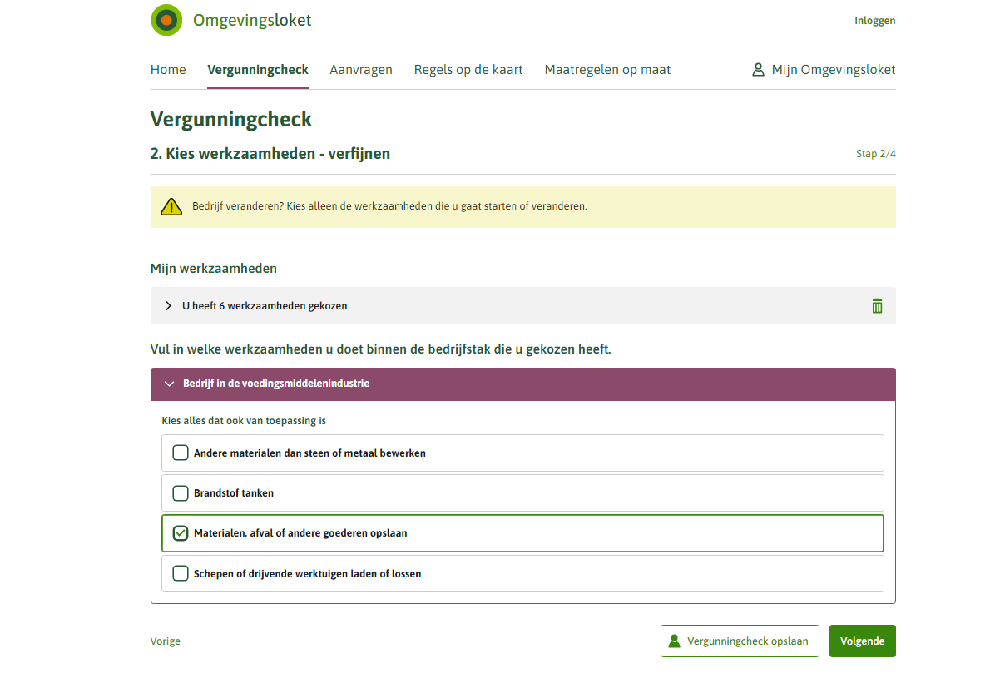 Omgevingsloket
Inloggen
Home
Vergunningcheck
Aanvragen
Regels op de kaart
Maatregelen op maat
Mijn Omgevingsloket
Vergunningcheck
2. Kies werkzaamheden - verfijnen
Stap 2/4
Bedrijf veranderen? Kies alleen de werkzaamheden die u gaat starten of veranderen.
Mijn werkzaamheden
U heeft 6 werkzaamheden gekozen
Vul in welke werkzaamheden u doet binnen de bedrijfstak die u gekozen heeft.
Bedrijf in de voedingsmiddelenindustrie
Kies alles dat ook van toepassing is
Andere materialen dan steen of metaal bewerken
Brandstof tanken
Materialen, afval of andere goederen opslaan
Schepen of drijvende werktuigen laden of lossen
Vorige
Vergunningcheck opslaan
Volgende